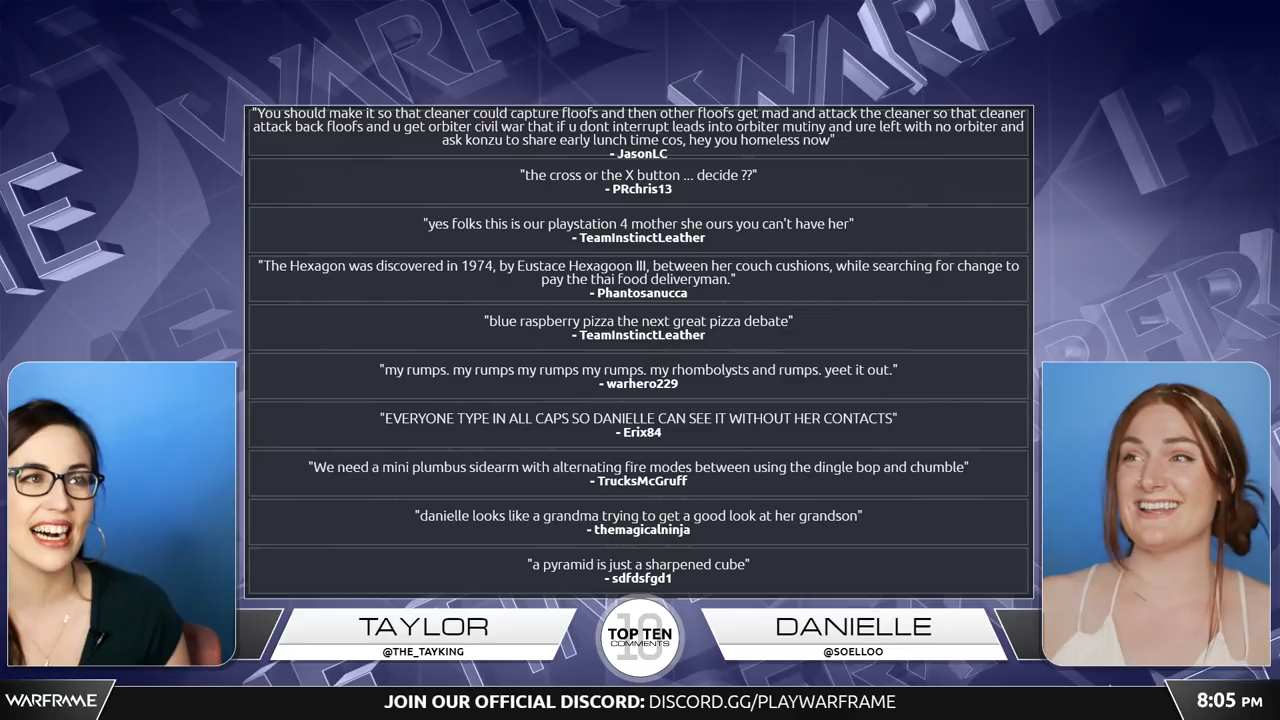 "You should make it so that cleaner could capture floofs and then other floofs get mad and attack the cleaner so that cleaner
attack back floofs and u get orbiter civil war that if u dont interrupt leads into orbiter mutiny and ure left with no orbiter and
ask konzu to share early lunch time cos, hey you homeless now"
- JasonLC
"the cross or the X button ... decide ??"
- PRchris13
"yes folks this is our playstation 4 mother she ours you can't have her"
- TeamInstinctLeather
"The Hexagon was discovered in 1974, by Eustace Hexagoon III, between her couch cushions, while searching for change to
pay the thai food deliveryman."
- Phantosanucca
"blue raspberry pizza the next great pizza debate"
- TeamInstinctLeather
"my rumps. my rumps my rumps my rumps. my rhombolysts and rumps. yeet it out."
- warhero229
"EVERYONE TYPE IN ALL CAPS SO DANIELLE CAN SEE IT WITHOUT HER CONTACTS"
- Erix84
"We need a mini plumbus sidearm with alternating fire modes between using the dingle bop and chumble"
- TrucksMcGruff
"danielle looks like a grandma trying to get a good look at her grandson"
- themagicalninja
"a pyramid is just a sharpened cube"
- sdfdsfgd1
TAYLOR
@THE_TAYKING
10
TOP TEN
COMMENTS
DANIELLE
@SOELLOO
WARFRAME
JOIN OUR OFFICIAL DISCORD: DISCORD.GG/PLAYWARFRAME
8:05 PM